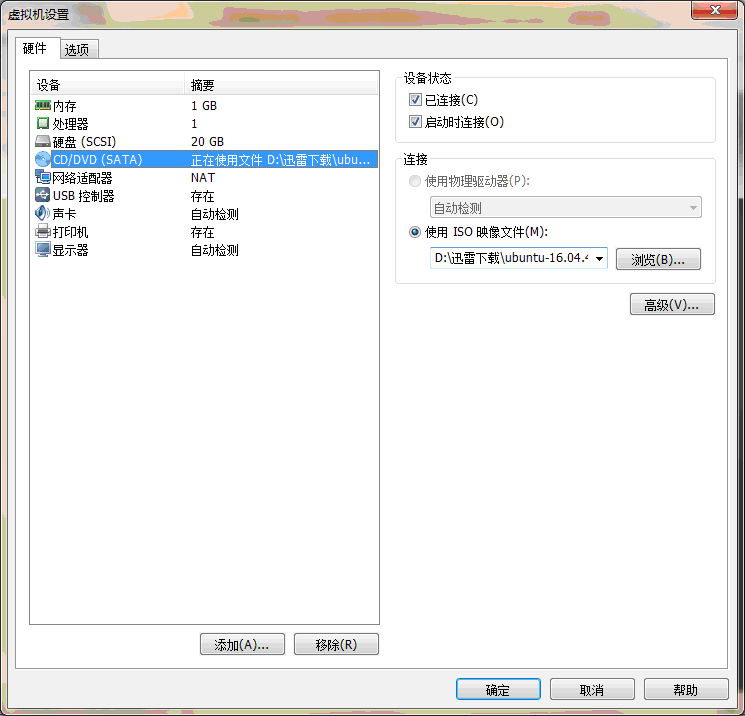 虚拟机设置
硬件 选项
设备 摘要
内存 1 GB
处理器 1
硬盘 (SCSI) 20 GB
CD/DVD (SATA) 正在使用文件 D:\迅雷下载\ubu...
网络适配器 NAT
USB 控制器 存在
声卡 自动检测
打印机 存在
显示器 自动检测
添加(A)... 移除(R)
设备状态
已连接(C)
启动时连接(O)
连接
使用物理驱动器(P):
自动检测
使用 ISO 映像文件(M):
D:\迅雷下载\ubuntu-16.04.4 浏览(B)...
高级(V)...
确定 取消 帮助